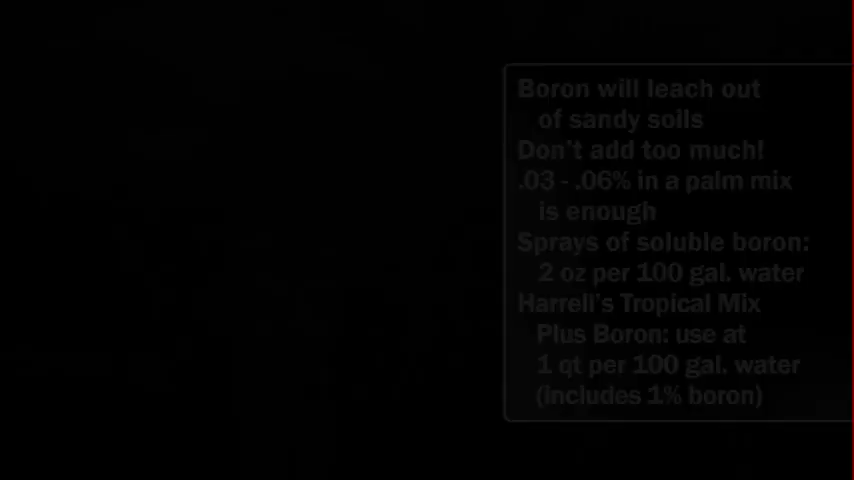 Boron will leach out
of sandy soils
Don't add too much!
.03 - .06% in a palm mix
is enough
Sprays of soluble boron:
2 oz per 100 gal. water
Harrell's Tropical Mix
Plus Boron: use at
1 qt per 100 gal. water
(includes 1% boron)